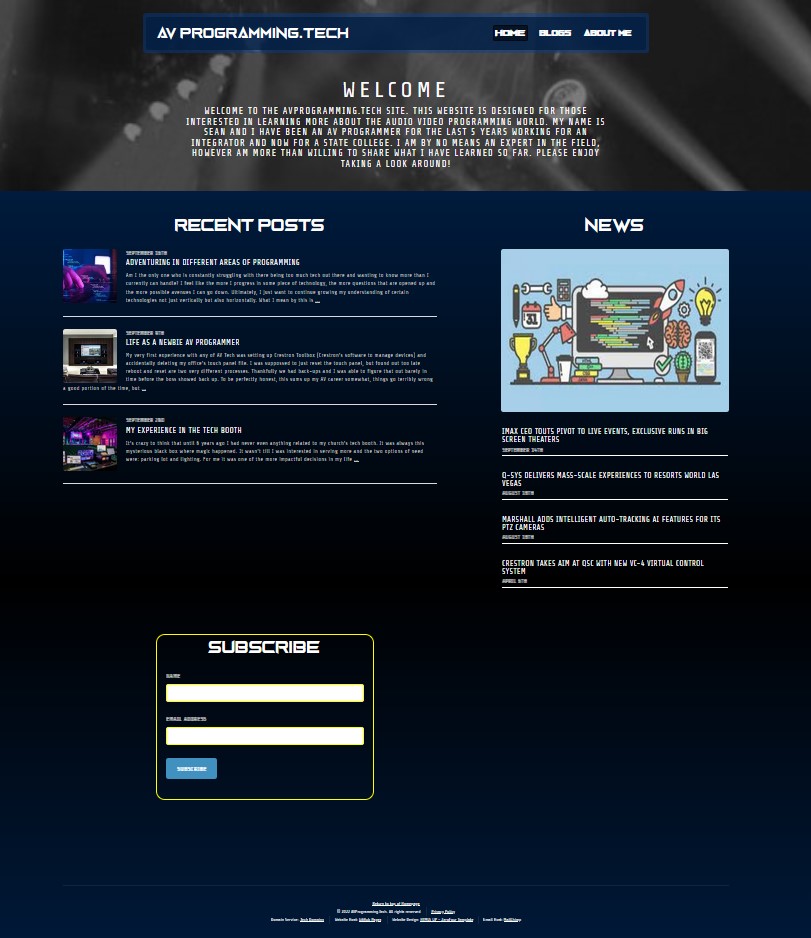 AV PROGRAMMING.TECH
HOME BLOGS ABOUT ME
WELCOME
WELCOME TO THE AVPROGRAMMING.TECH SITE. THIS WEBSITE IS DESIGNED FOR THOSE
INTERESTED IN LEARNING MORE ABOUT THE AUDIO VIDEO PROGRAMMING WORLD. MY NAME IS
SEAN AND I HAVE BEEN AN AV PROGRAMMER FOR THE LAST 5 YEARS WORKING FOR AN
INTEGRATOR AND NOW FOR A STATE COLLEGE. I AM BY NO MEANS AN EXPERT IN THE FIELD,
HOWEVER AM MORE THAN WILLING TO SHARE WHAT I HAVE LEARNED SO FAR. PLEASE ENJOY
TAKING A LOOK AROUND!
RECENT POSTS
SEPTEMBER
ADVENTURING IN DIFFERENT AREAS OF PROGRAMMING
Am I the only one who is constantly struggling with there being too much tech out there and wanting to know more than I
currently can handle? I feel like the more I progress in some piece of technology, the more questions that are opened up and
the more possible avenues I can go down. Ultimately, I just want to continue growing my understanding of certain
technologies not just vertically but also horizontally. What I mean by this is ...
SEPTEMBER
LIFE AS A NEWBIE AV PROGRAMMER
My very first experience with any of AV Tech was setting up Crestron Toolbox (Crestron's software to manage devices) and
accidentally deleting my office's touch panel file. I was suppossed to just reset the touch panel, but found out too late
reboot and reset are two very different processes. Thankfully we had back-ups and I was able to figure that out barely in
time before the boss showed back up. To be perfectly honest, this sums up my AV career somewhat, things go terribly wrong
a good portion of the time, but ...
SEPTEMBER 2ND
MY EXPERIENCE IN THE TECH BOOTH
It's crazy to think that until 6 years ago I had never even anything related to my church's tech booth. It was always this
mysterious black box where magic happened. It wasn't till I was interested in serving more and the two options of need
were: parking lot and lighting. For me it was one of the more impactful decisions in my life ...
NEWS
31
IMAX CEO TOUTS PIVOT TO LIVE EVENTS, EXCLUSIVE RUNS IN BIG
SCREEN THEATERS
SEPTEMBER 14TH
Q-SYS DELIVERS MASS-SCALE EXPERIENCES TO RESORTS WORLD LAS
VEGAS
AUGUST
MARSHALL ADDS INTELLIGENT AUTO-TRACKING AI FEATURES FOR ITS
PTZ CAMERAS
AUGUST
CRESTRON TAKES AIM AT QSC WITH NEW VC-4 VIRTUAL CONTROL
SYSTEM
APRIL
SUBSCRIBE
NAME
EMAIL ADDRESS
SUBSCRIBE
Return to top of Homepage
© 2022 AVProgramming.tech. All rights reserved Privacy Policy
Domain Service: Tech Domains Website Host: GitHub Pages Website Design: HTML5 UP - Template Email Host: MailChimp